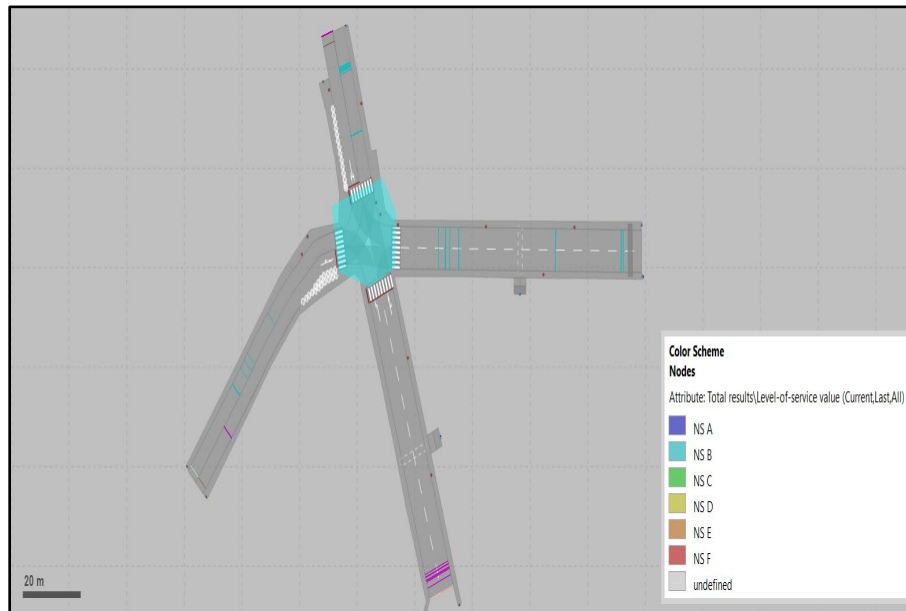 Color Scheme
Nodes
Attribute: Total results\Level-of-service value (Current,Last,All)
NS A
NS B
NS C
NS D
NS E
NS F
undefined
20 m